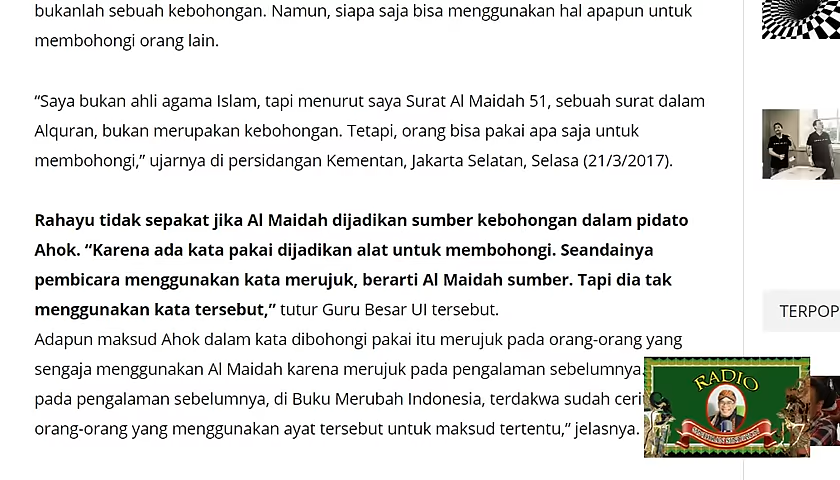 bukanlah sebuah kebohongan. Namun, siapa saja bisa menggunakan hal apapun untuk
membohongi orang lain.
“Saya bukan ahli agama Islam, tapi menurut saya Surat Al Maidah 51, sebuah surat dalam
Alquran, bukan merupakan kebohongan. Tetapi, orang bisa pakai apa saja untuk
membohongi,” ujarnya di persidangan Kementan, Jakarta Selatan, Selasa (21/3/2017).
Rahayu tidak sepakat jika Al Maidah dijadikan sumber kebohongan dalam pidato
Ahok. “Karena ada kata pakai dijadikan alat untuk membohongi. Seandainya
pembicara menggunakan kata merujuk, berarti Al Maidah sumber. Tapi dia tak
menggunakan kata tersebut,” tutur Guru Besar UI tersebut.
Adapun maksud Ahok dalam kata dibohongi pakai itu merujuk pada orang-orang yang
sengaja menggunakan Al Maidah karena merujuk pada pengalaman sebelumnya.
pada pengalaman sebelumnya, di Buku Merubah Indonesia, terdakwa sudah
orang-orang yang menggunakan ayat tersebut untuk maksud tertentu,“ jelasnya.
TERPOP
RADIO
17